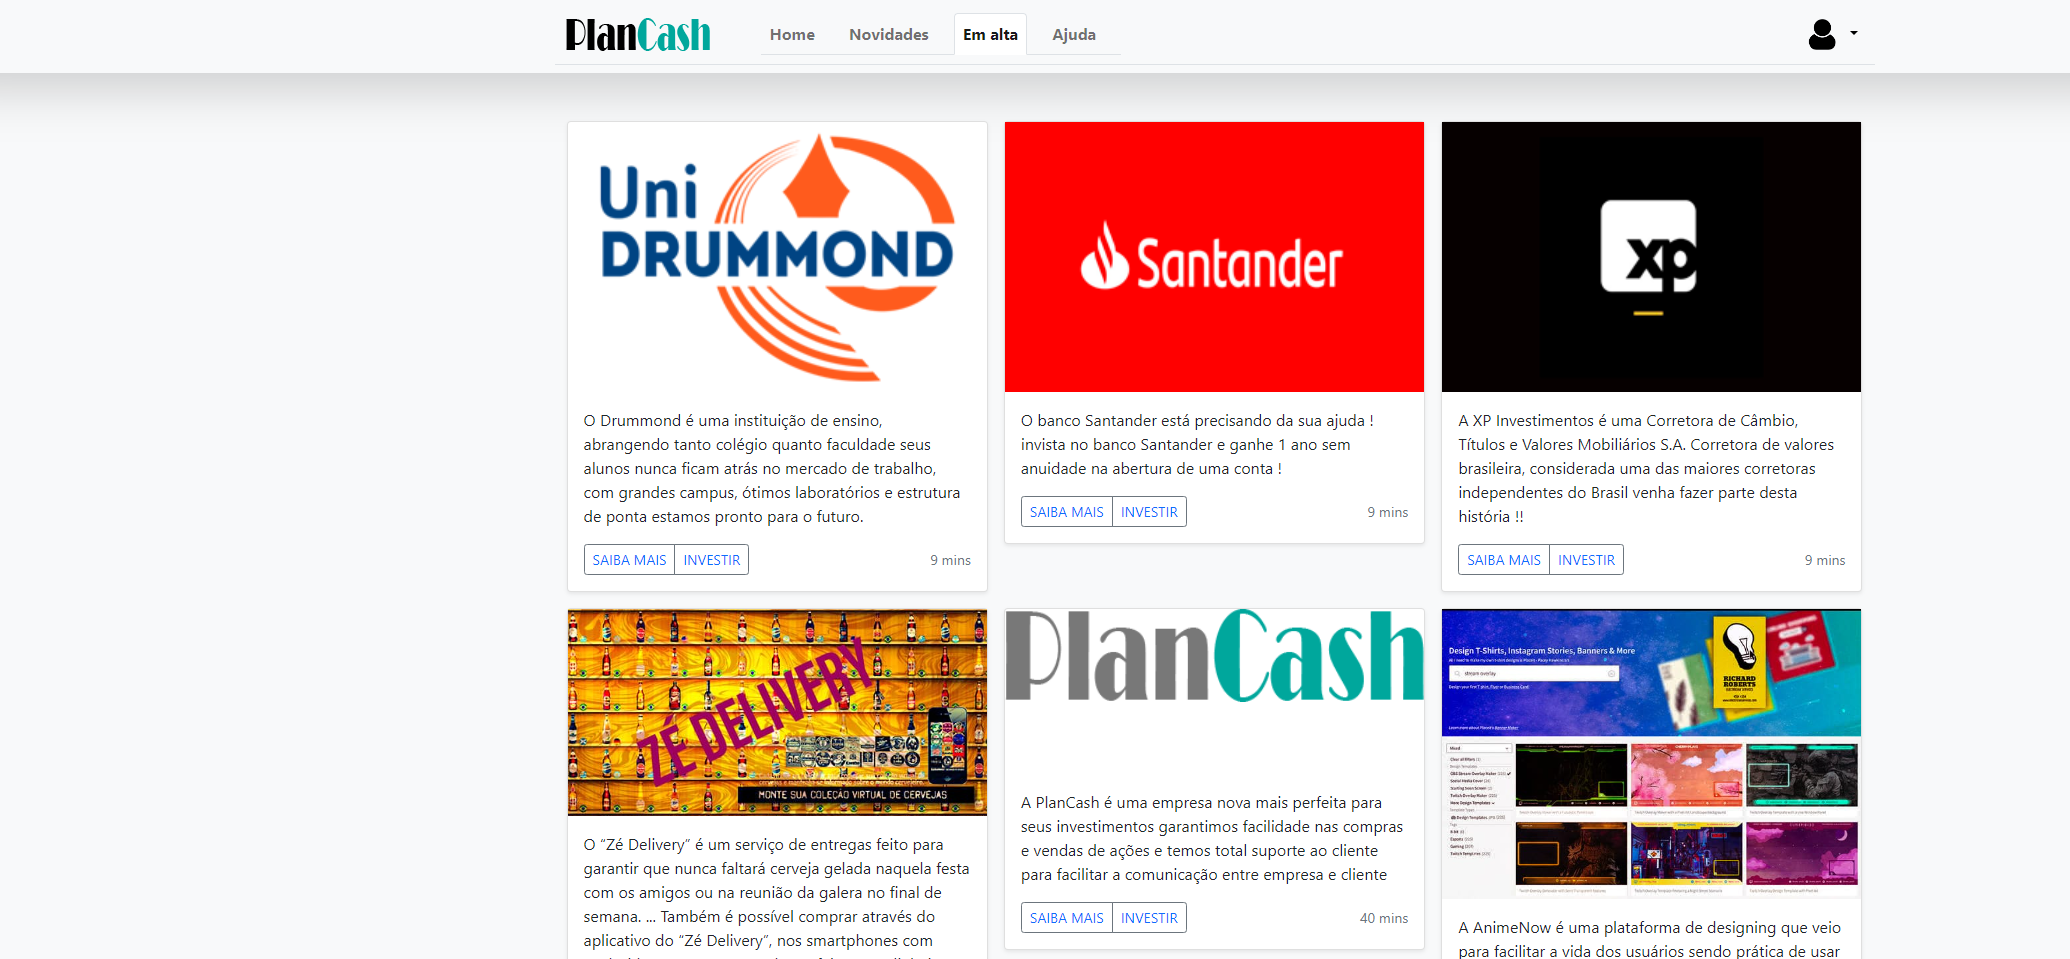 PlanCash
Home
Novidades
Em alta
Ajuda
Uni
DRUMMOND
O Drummond é uma instituição de ensino,
abrangendo tanto colégio quanto faculdade seus
alunos nunca ficam atrás no mercado de trabalho,
com grandes campus, ótimos laboratórios e estrutura
de ponta estamos pronto para o futuro.
SAIBA MAIS
INVESTIR
9 mins
Santander
O banco Santander está precisando da sua ajuda !
invista no banco Santander e ganhe 1 ano sem
anuidade na abertura de uma conta !
SAIBA MAIS
INVESTIR
9 mins
xp
A XP Investimentos é uma Corretora de Câmbio,
Títulos e Valores Mobiliários S.A. Corretora de valores
brasileira, considerada uma das maiores corretoras
independentes do Brasil venha fazer parte desta
história !!
SAIBA MAIS
INVESTIR
9 mins
ZÉ DELIVERY
MONTE SUA COLEÇÃO VIRTUAL DE CERVEJAS
O “Zé Delivery” é um serviço de entregas feito para
garantir que nunca faltará cerveja gelada naquela festa
com os amigos ou na reunião da galera no final de
semana. ... Também é possível comprar através do
aplicativo do “Zé Delivery”, nos smartphones com
PlanCash
A PlanCash é uma empresa nova mais perfeita para
seus investimentos garantimos facilidade nas compras
e vendas de ações e temos total suporte ao cliente
para facilitar a comunicação entre empresa e cliente
SAIBA MAIS
INVESTIR
40 mins
Design T-Shirts, Instagram Stories, Banners & More
stream overlay
RICHARD
ROBERTS
Mood
A AnimeNow é uma plataforma de designing que veio
para facilitar a vida dos usuários sendo prática de usar